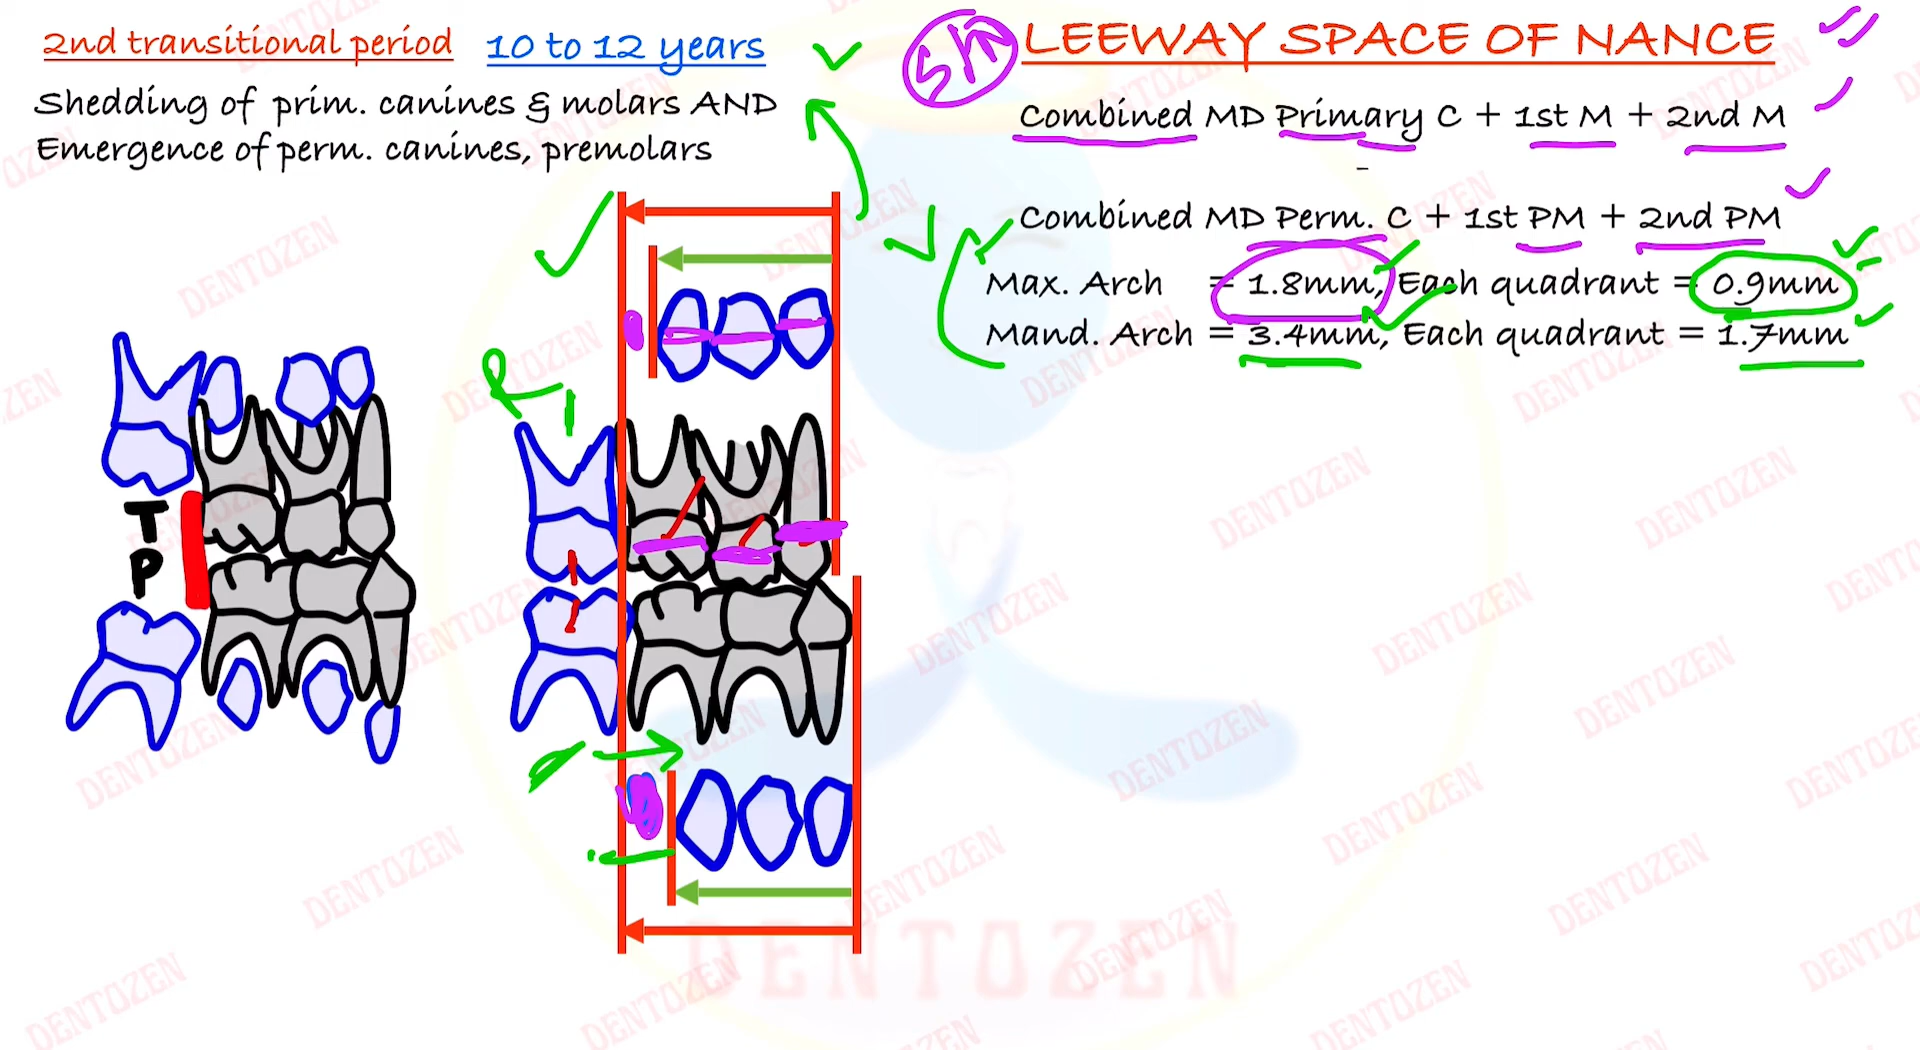 2nd transitional period 10 to 12 years
Shedding of prim. canines & molars AND
Emergence of perm. canines, premolars
5M LEEWAY SPACE OF NANCE
Combined MD Primary C + 1st M + 2nd M
-
Combined MD Perm. C + 1st PM + 2nd PM
Max. Arch = 1.8mm, Each quadrant = 0.9mm
Mand. Arch = 3.4mm, Each quadrant = 1.7mm
T
P
DENTOZEN